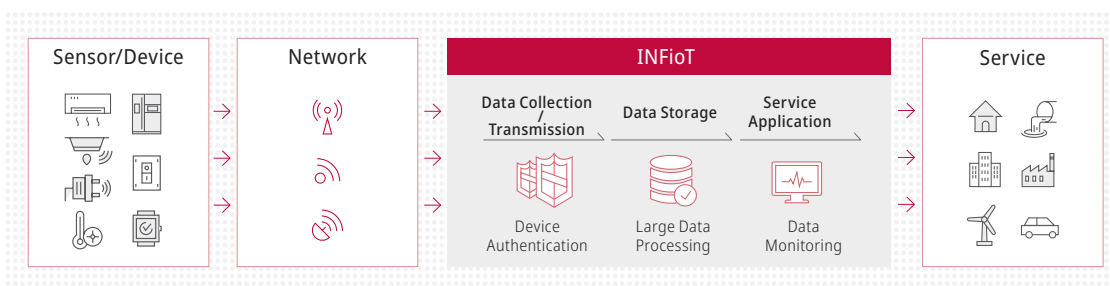 Sensor/Device
Network
INFioT
Service
Data Collection
/
Transmission
Data Storage
Service
Application
Device
Authentication
Large Data
Processing
Data
Monitoring